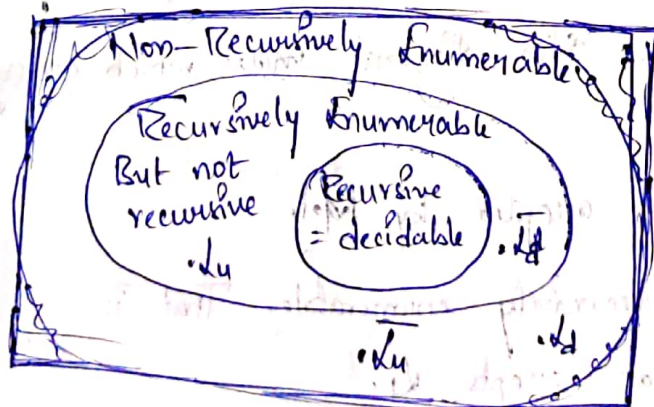 Non-Recursively Enumerable
Recursively Enumerable
But not
recursive
Recursive
= decidable
.Lu
.L̅d̅
.L̅u̅
.Ld